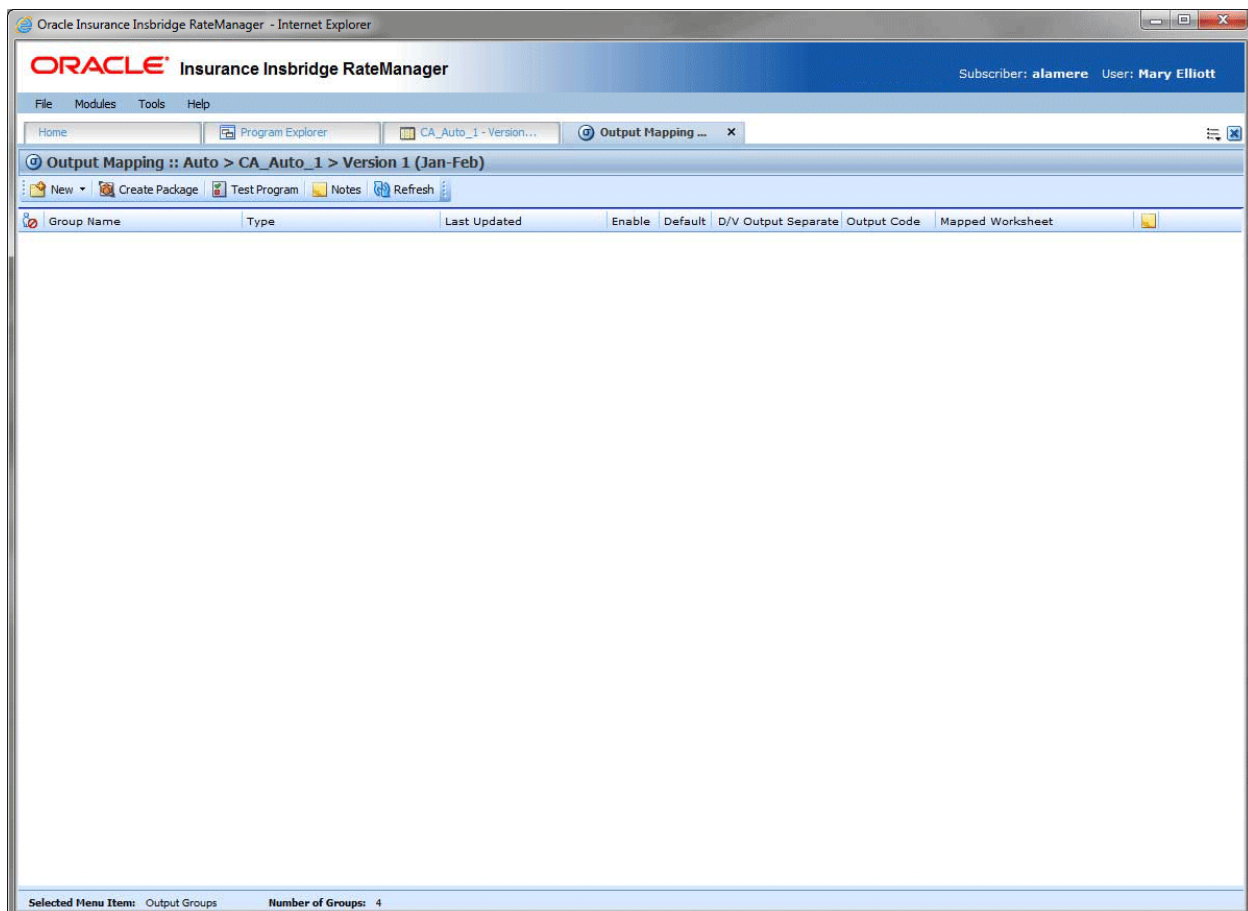 Oracle Insurance Insbridge RateManager - Internet Explorer
ORACLE Insurance Insbridge RateManager
Subscriber: alamere User: Mary Elliott
File Modules Tools Help
Home Program Explorer CA_Auto_1 - Version... Output Mapping ...
Output Mapping :: Auto > CA_Auto_1 > Version 1 (Jan-Feb)
New Create Package Test Program Notes Refresh
Group Name Type Last Updated Enable Default D/V Output Separate Output Code Mapped Worksheet
Selected Menu Item: Output Groups Number of Groups: 4